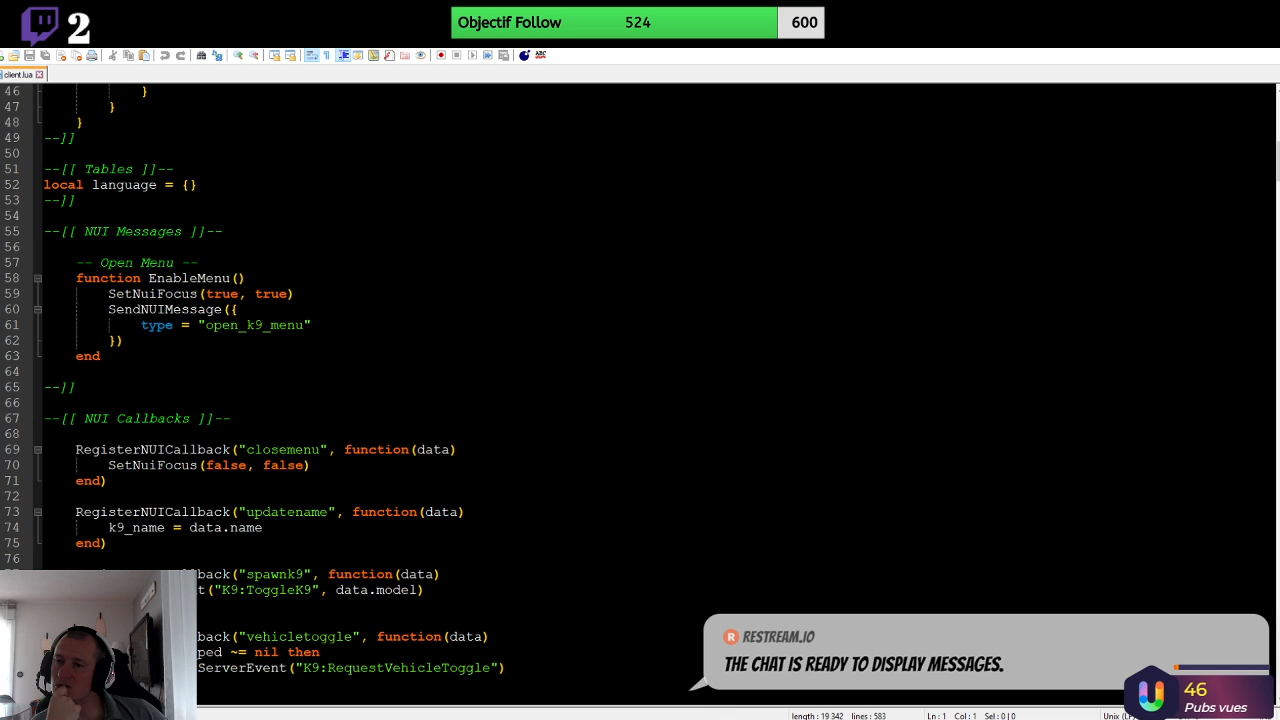 2
Objectif Follow 524 600
client.lua
46 }
47 }
48 }
49 --]]
50
51 --[[ Tables ]]--
52 local language = {}
53 --]]
54
55 --[[ NUI Messages ]]--
56
57 -- Open Menu --
58 function EnableMenu()
59 SetNuiFocus(true, true)
60 SendNUIMessage({
61 type = "open_k9_menu"
62 })
63 end
64
65 --]]
66
67 --[[ NUI Callbacks ]]--
68
69 RegisterNUICallback("closemenu", function(data)
70 SetNuiFocus(false, false)
71 end)
72
73 RegisterNUICallback("updatename", function(data)
74 k9_name = data.name
75 end)
76
back("spawnk9", function(data)
t("K9:ToggleK9", data.model)
back("vehicletoggle", function(data)
ped ~= nil then
ServerEvent("K9:RequestVehicleToggle")
RESTREAM.IO
THE CHAT IS READY TO DISPLAY MESSAGES.
46
Pubs vues
length : 19 342 lines : 583 Ln : 1 Col : 1 Sel : 0 | 0 Unix (L